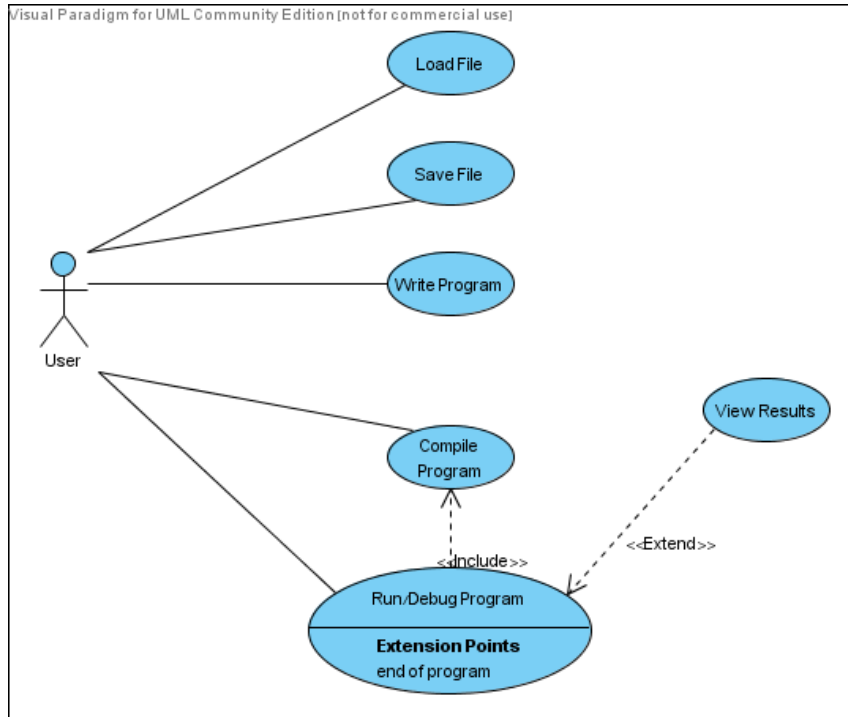 Visual Paradigm for UML Community Edition [not for commercial use]
Load File
Save File
Write Program
User
View Results
Compile
Program
<<Extend>>
<<Include>>
Run/Debug Program
Extension Points
end of program